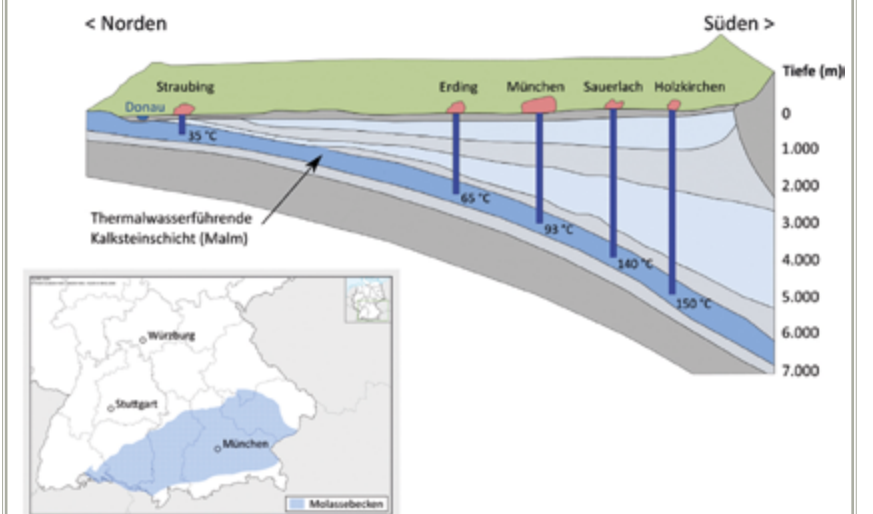 < Norden
Süden >
Tiefe (m)
Straubing
Erding
München
Sauerlach
Holzkirchen
Donau
0
35 °C
1.000
2.000
65 °C
Thermalwasserführende
Kalksteinschicht (Malm)
3.000
93 °C
4.000
140 °C
5.000
150 °C
6.000
7.000
Würzburg
Stuttgart
München
Molassebecken